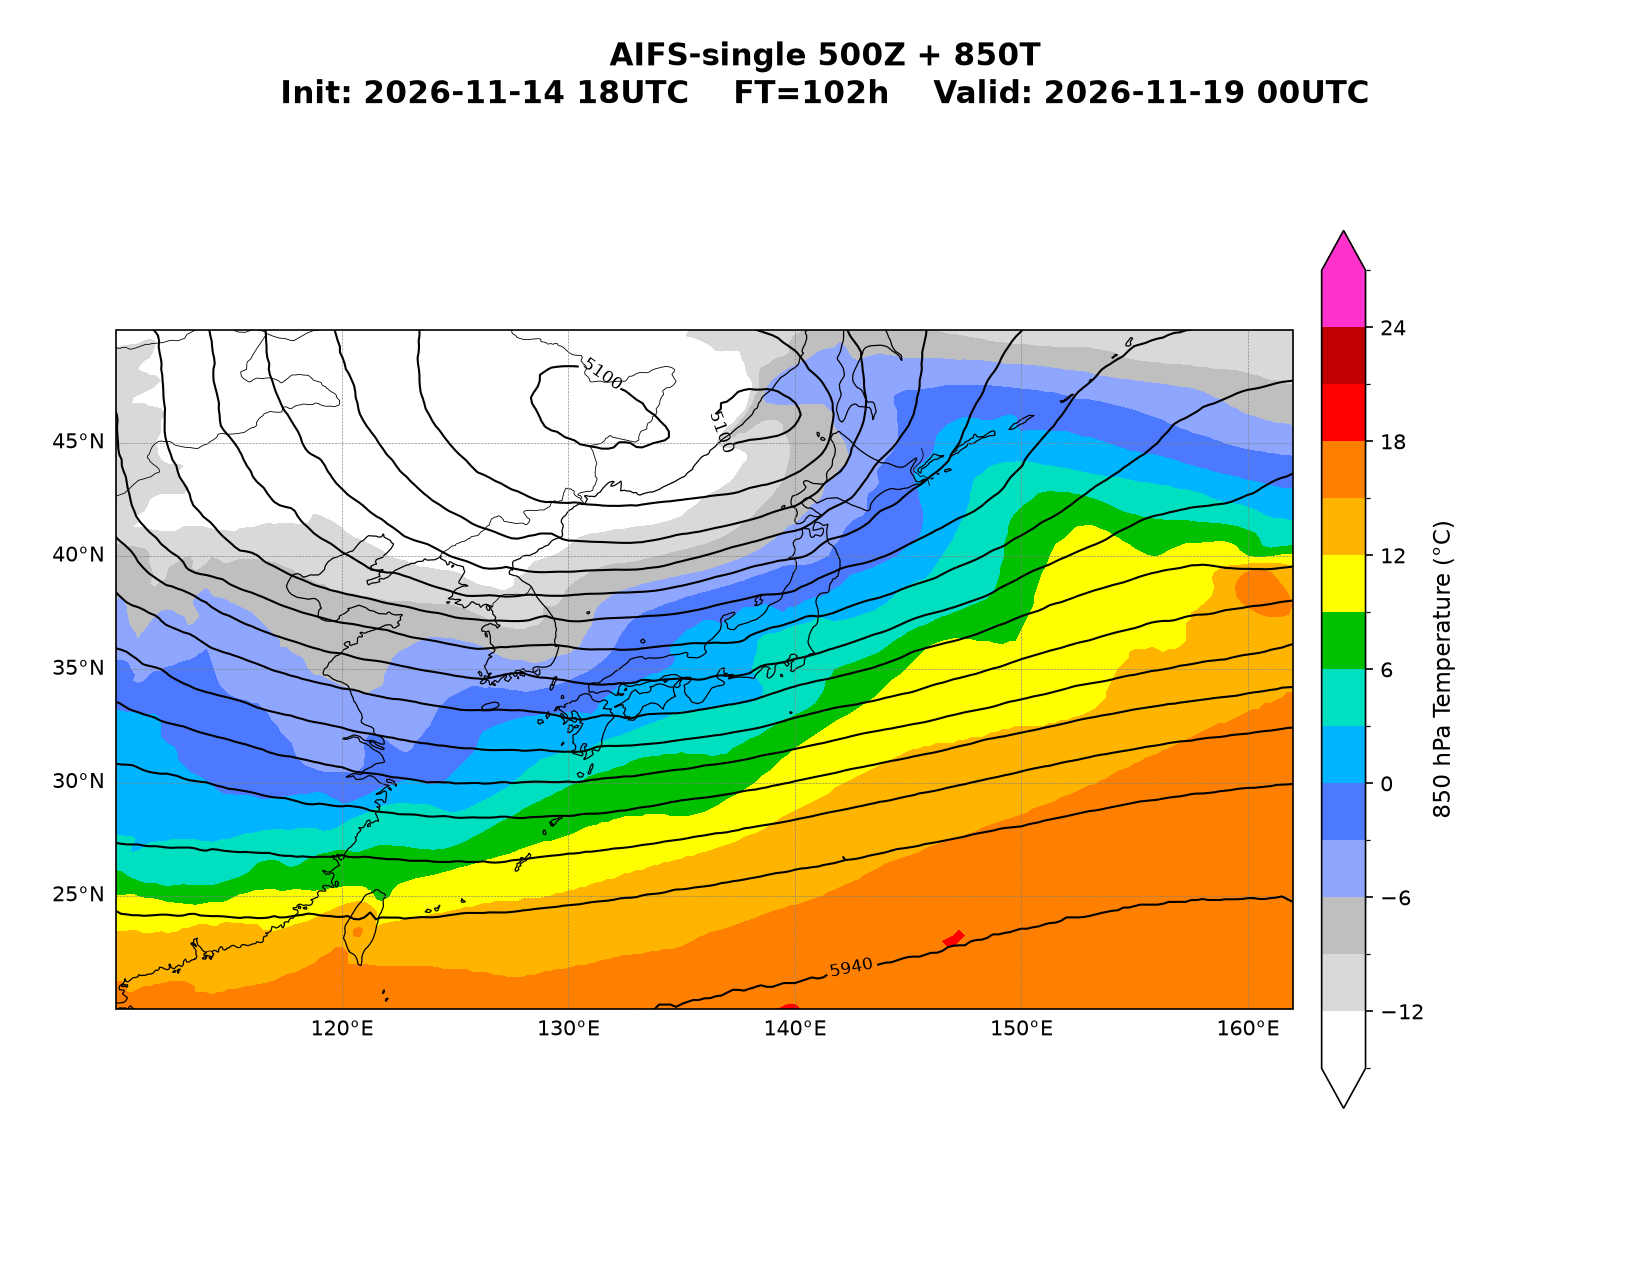 AIFS-single 500Z + 850T
Init: 2026-11-14 18UTC    FT=102h    Valid: 2026-11-19 00UTC
5100
5100
5940
45°N
40°N
35°N
30°N
25°N
120°E
130°E
140°E
150°E
160°E
24
18
12
6
0
−6
−12
850 hPa Temperature (°C)